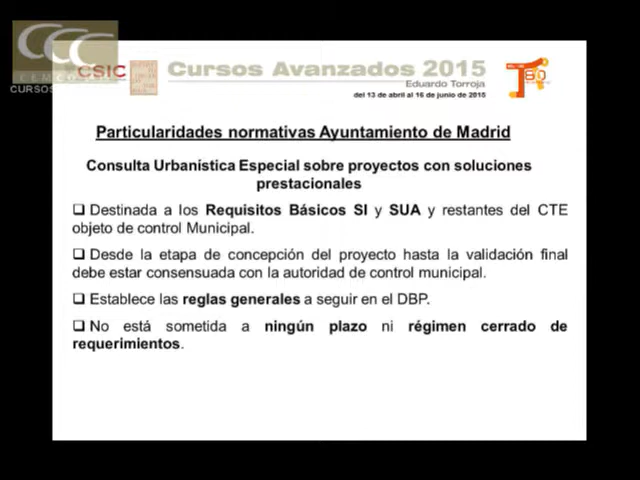 CCC
CSIC
CURSOS
Cursos Avanzados 2015
Eduardo Torroja
del 13 de abril al 16 de junio de 2015
Particularidades normativas Ayuntamiento de Madrid
Consulta Urbanística Especial sobre proyectos con soluciones
prestacionales
❑ Destinada a los Requisitos Básicos SI y SUA y restantes del CTE
objeto de control Municipal.
❑ Desde la etapa de concepción del proyecto hasta la validación final
debe estar consensuada con la autoridad de control municipal.
❑ Establece las reglas generales a seguir en el DBP.
❑ No está sometida a ningún plazo ni régimen cerrado de
requerimientos.